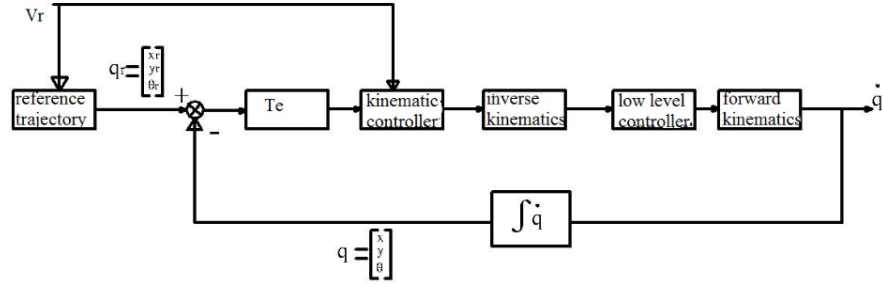 Vr
qr = [xr yr θr]
+
reference
trajectory
Te
kinematic
controller
inverse
kinematics
low level
controller
forward
kinematics
q̇
-
∫ q̇
q = [x y θ]